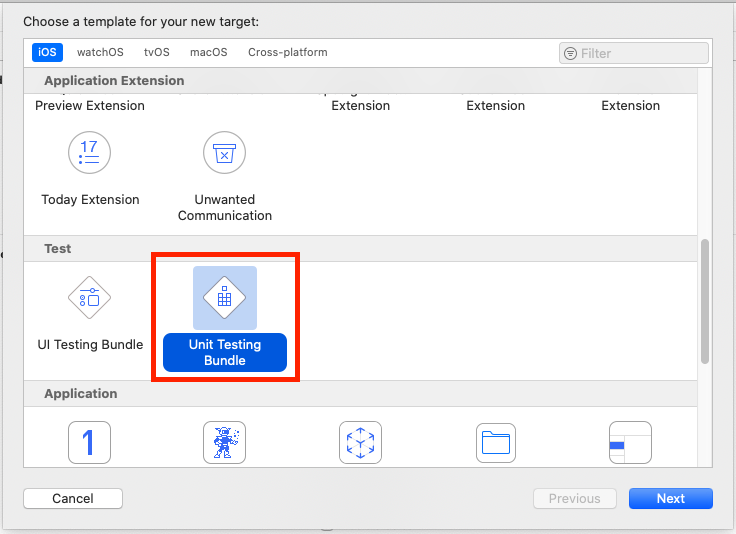 Choose a template for your new target:
iOS watchOS tvOS macOS Cross-platform
Filter
Application Extension
Preview Extension
Extension
Extension
Extension
17
Today Extension
Unwanted
Communication
Test
UI Testing Bundle
Unit Testing
Bundle
Application
1
Cancel
Previous
Next